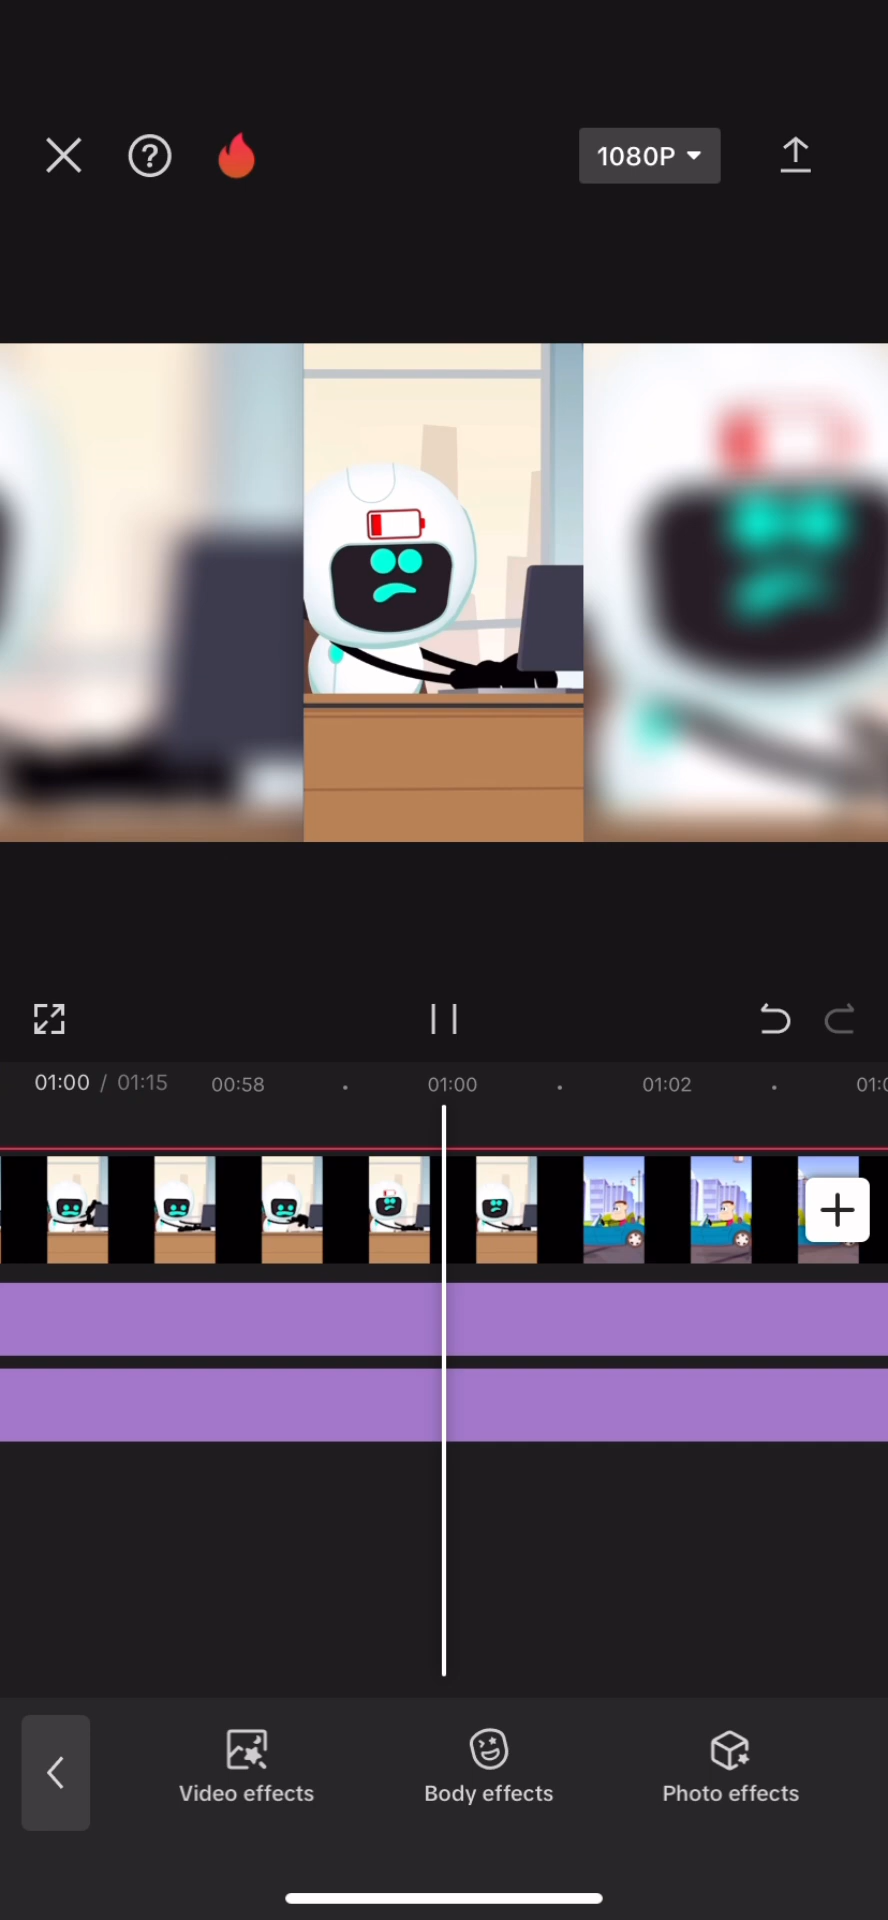 1080P
01:00 / 01:15
00:58
01:00
01:02
Video effects
Body effects
Photo effects